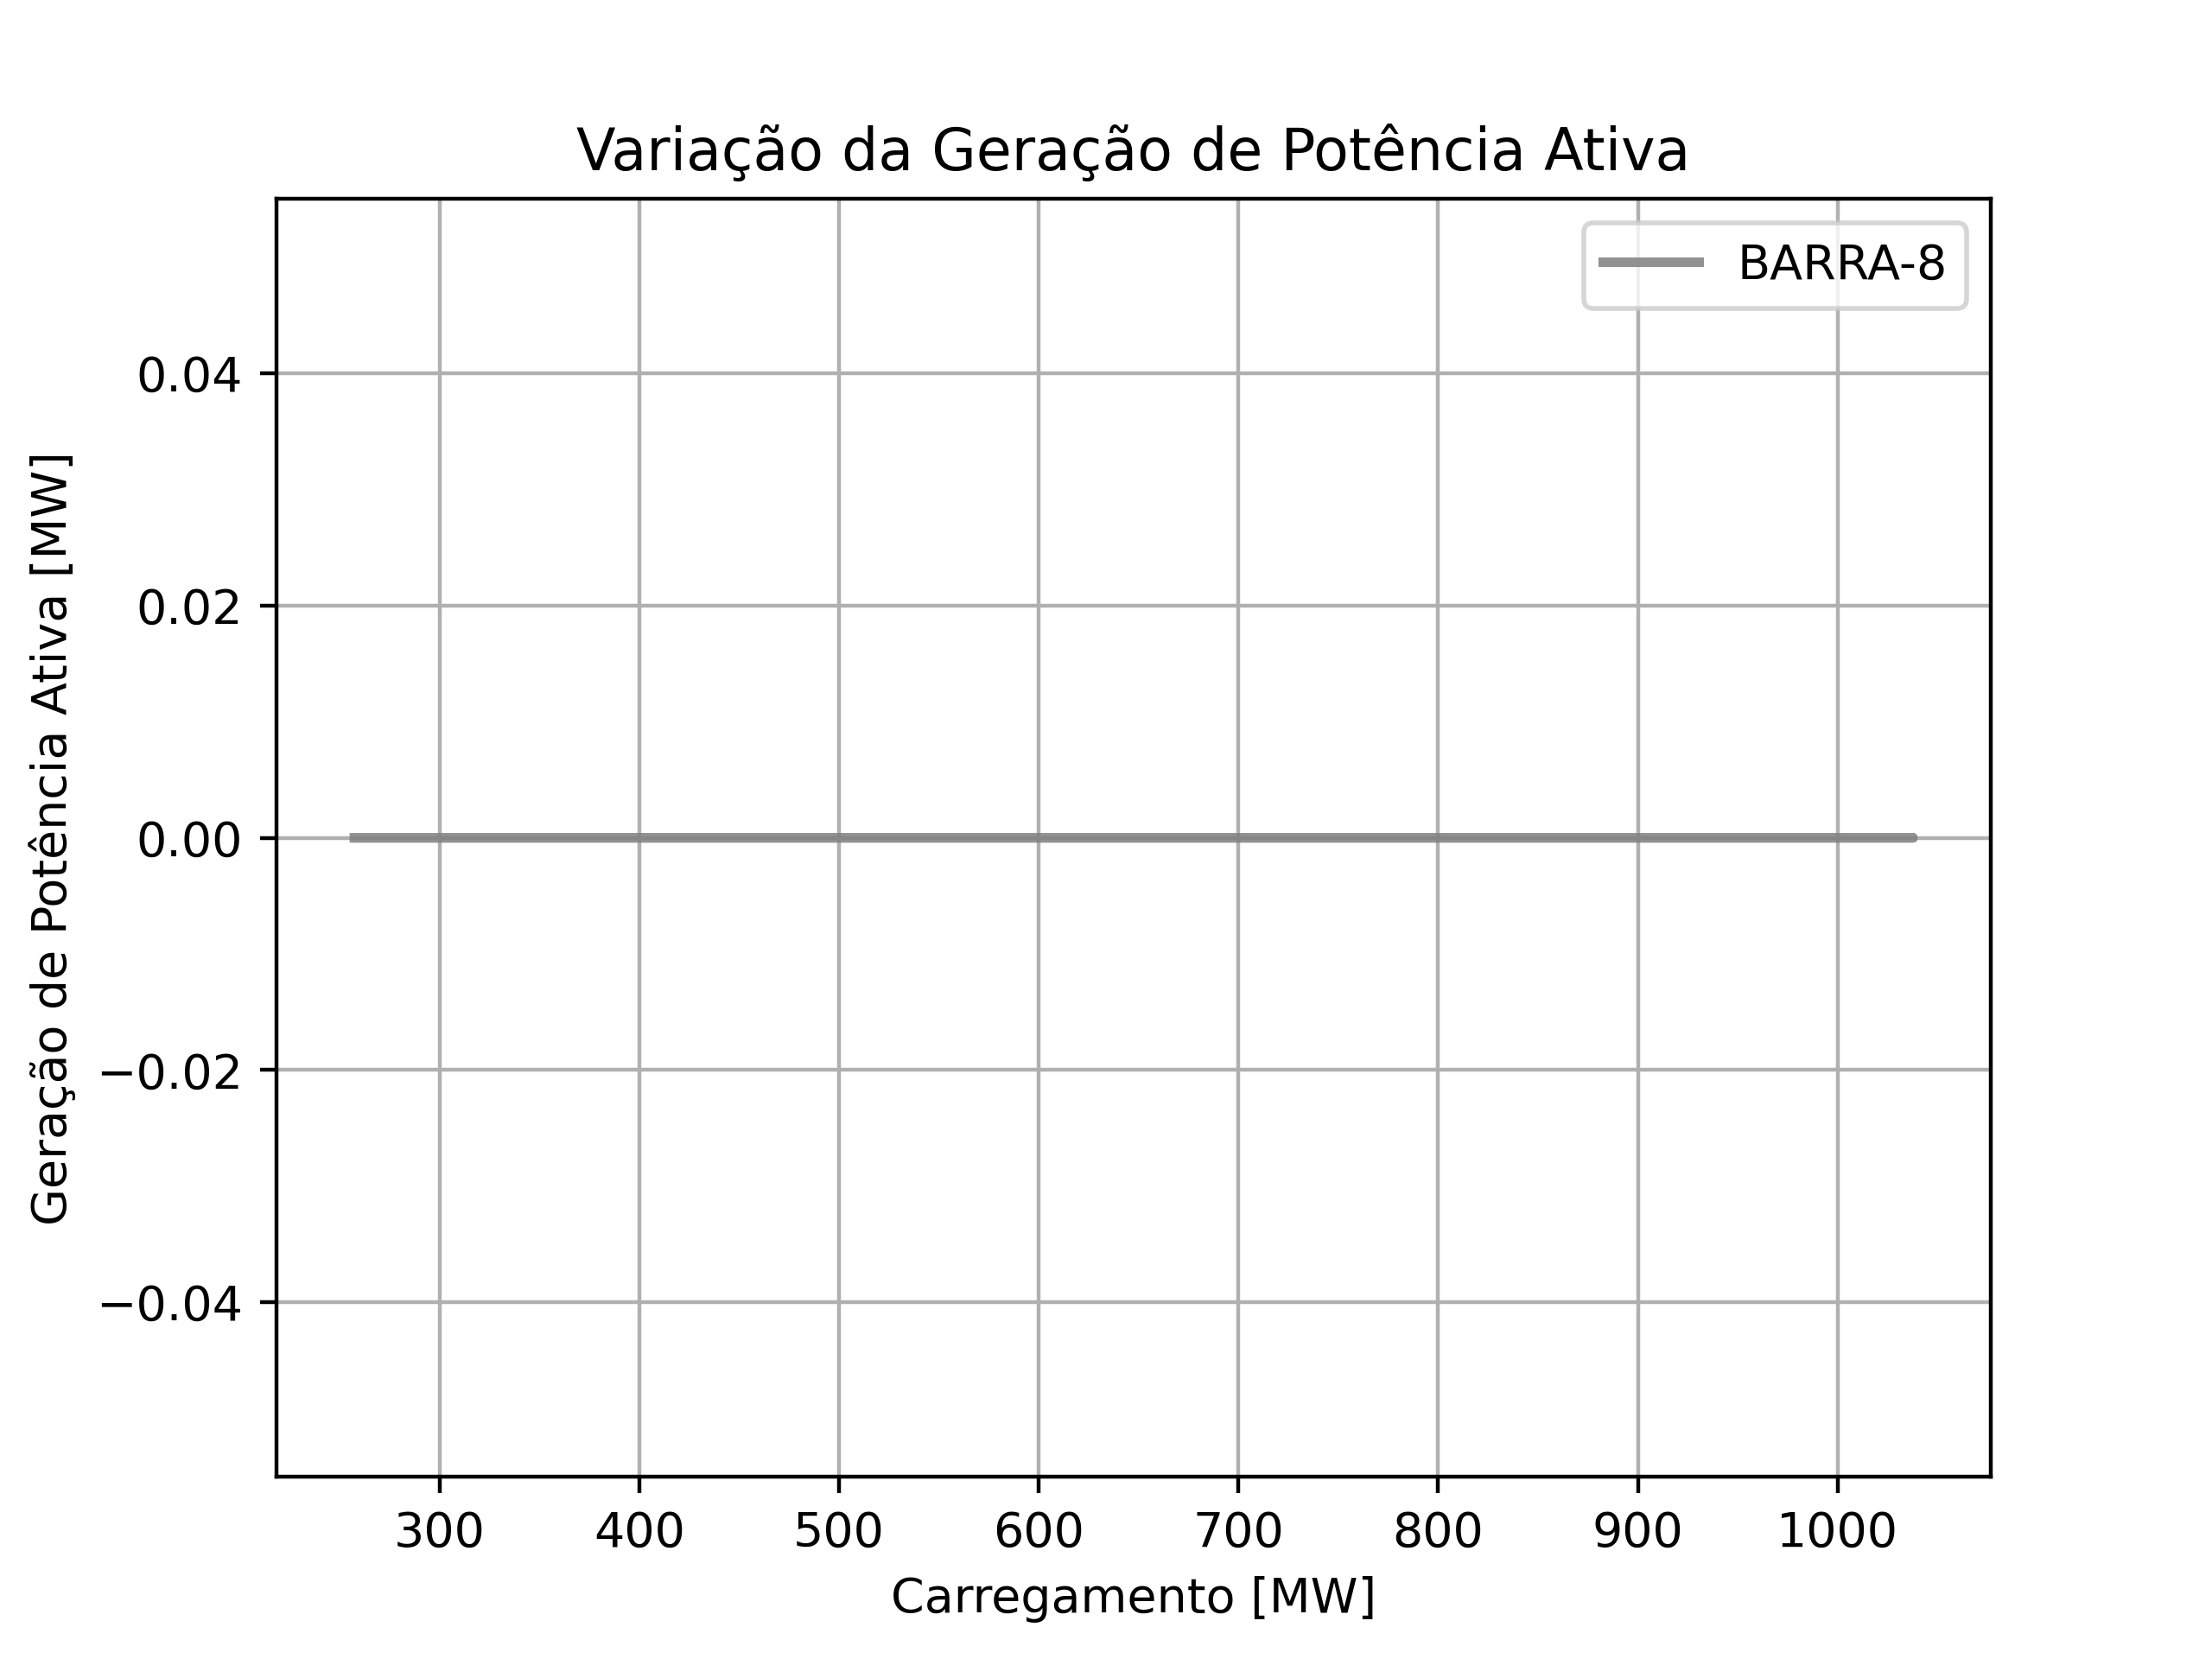 Variação da Geração de Potência Ativa
BARRA-8
Geração de Potência Ativa [MW]
0.04
0.02
0.00
−0.02
−0.04
300 400 500 600 700 800 900 1000
Carregamento [MW]